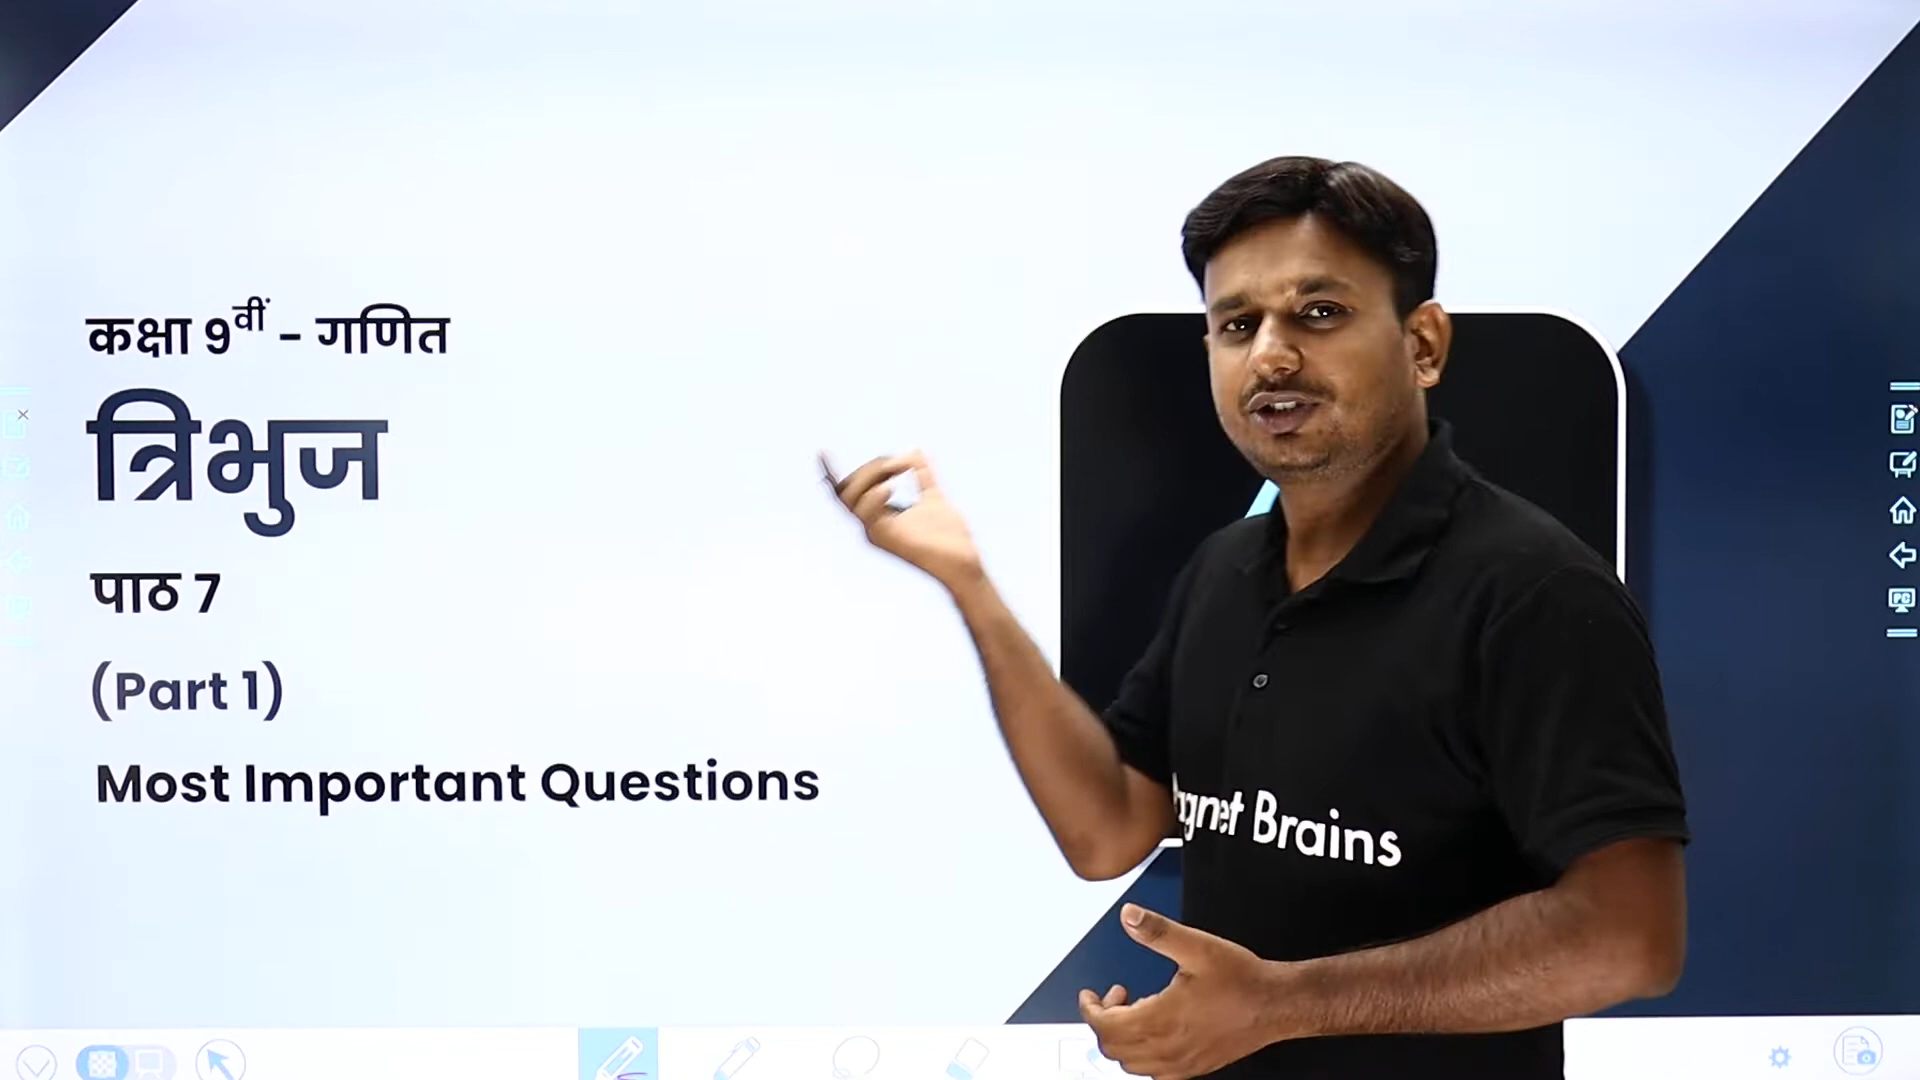 कक्षा 9वीं - गणित
त्रिभुज
पाठ 7
(Part 1)
Most Important Questions
Brains